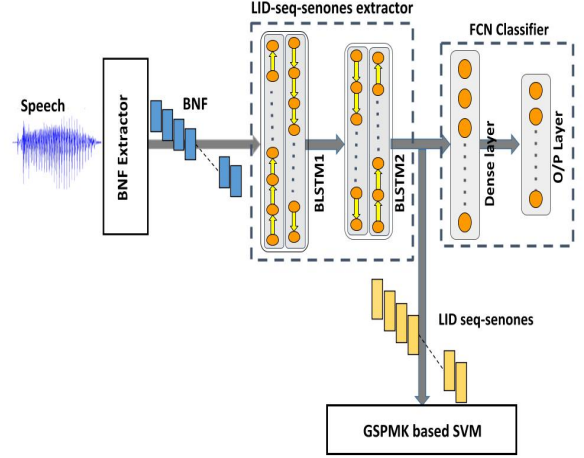 LID-seq-senones extractor
FCN Classifier
Speech
BNF Extractor
BNF
BLSTM1
BLSTM2
Dense layer
O/P Layer
LID seq-senones
GSPMK based SVM